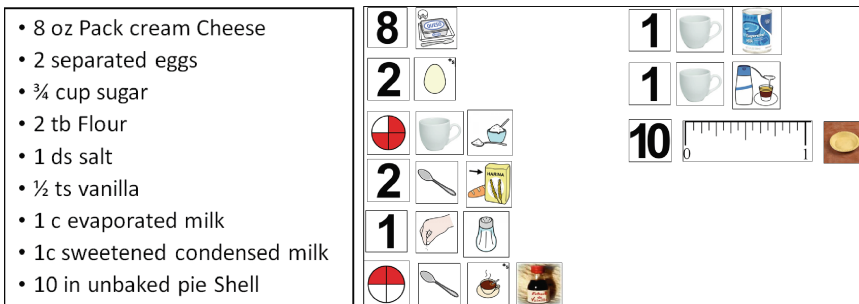 • 8 oz Pack cream Cheese
• 2 separated eggs
• ¾ cup sugar
• 2 tb Flour
• 1 ds salt
• ½ ts vanilla
• 1 c evaporated milk
• 1c sweetened condensed milk
• 10 in unbaked pie Shell
8
2
2
HARINA
1
1
1
10
0 1